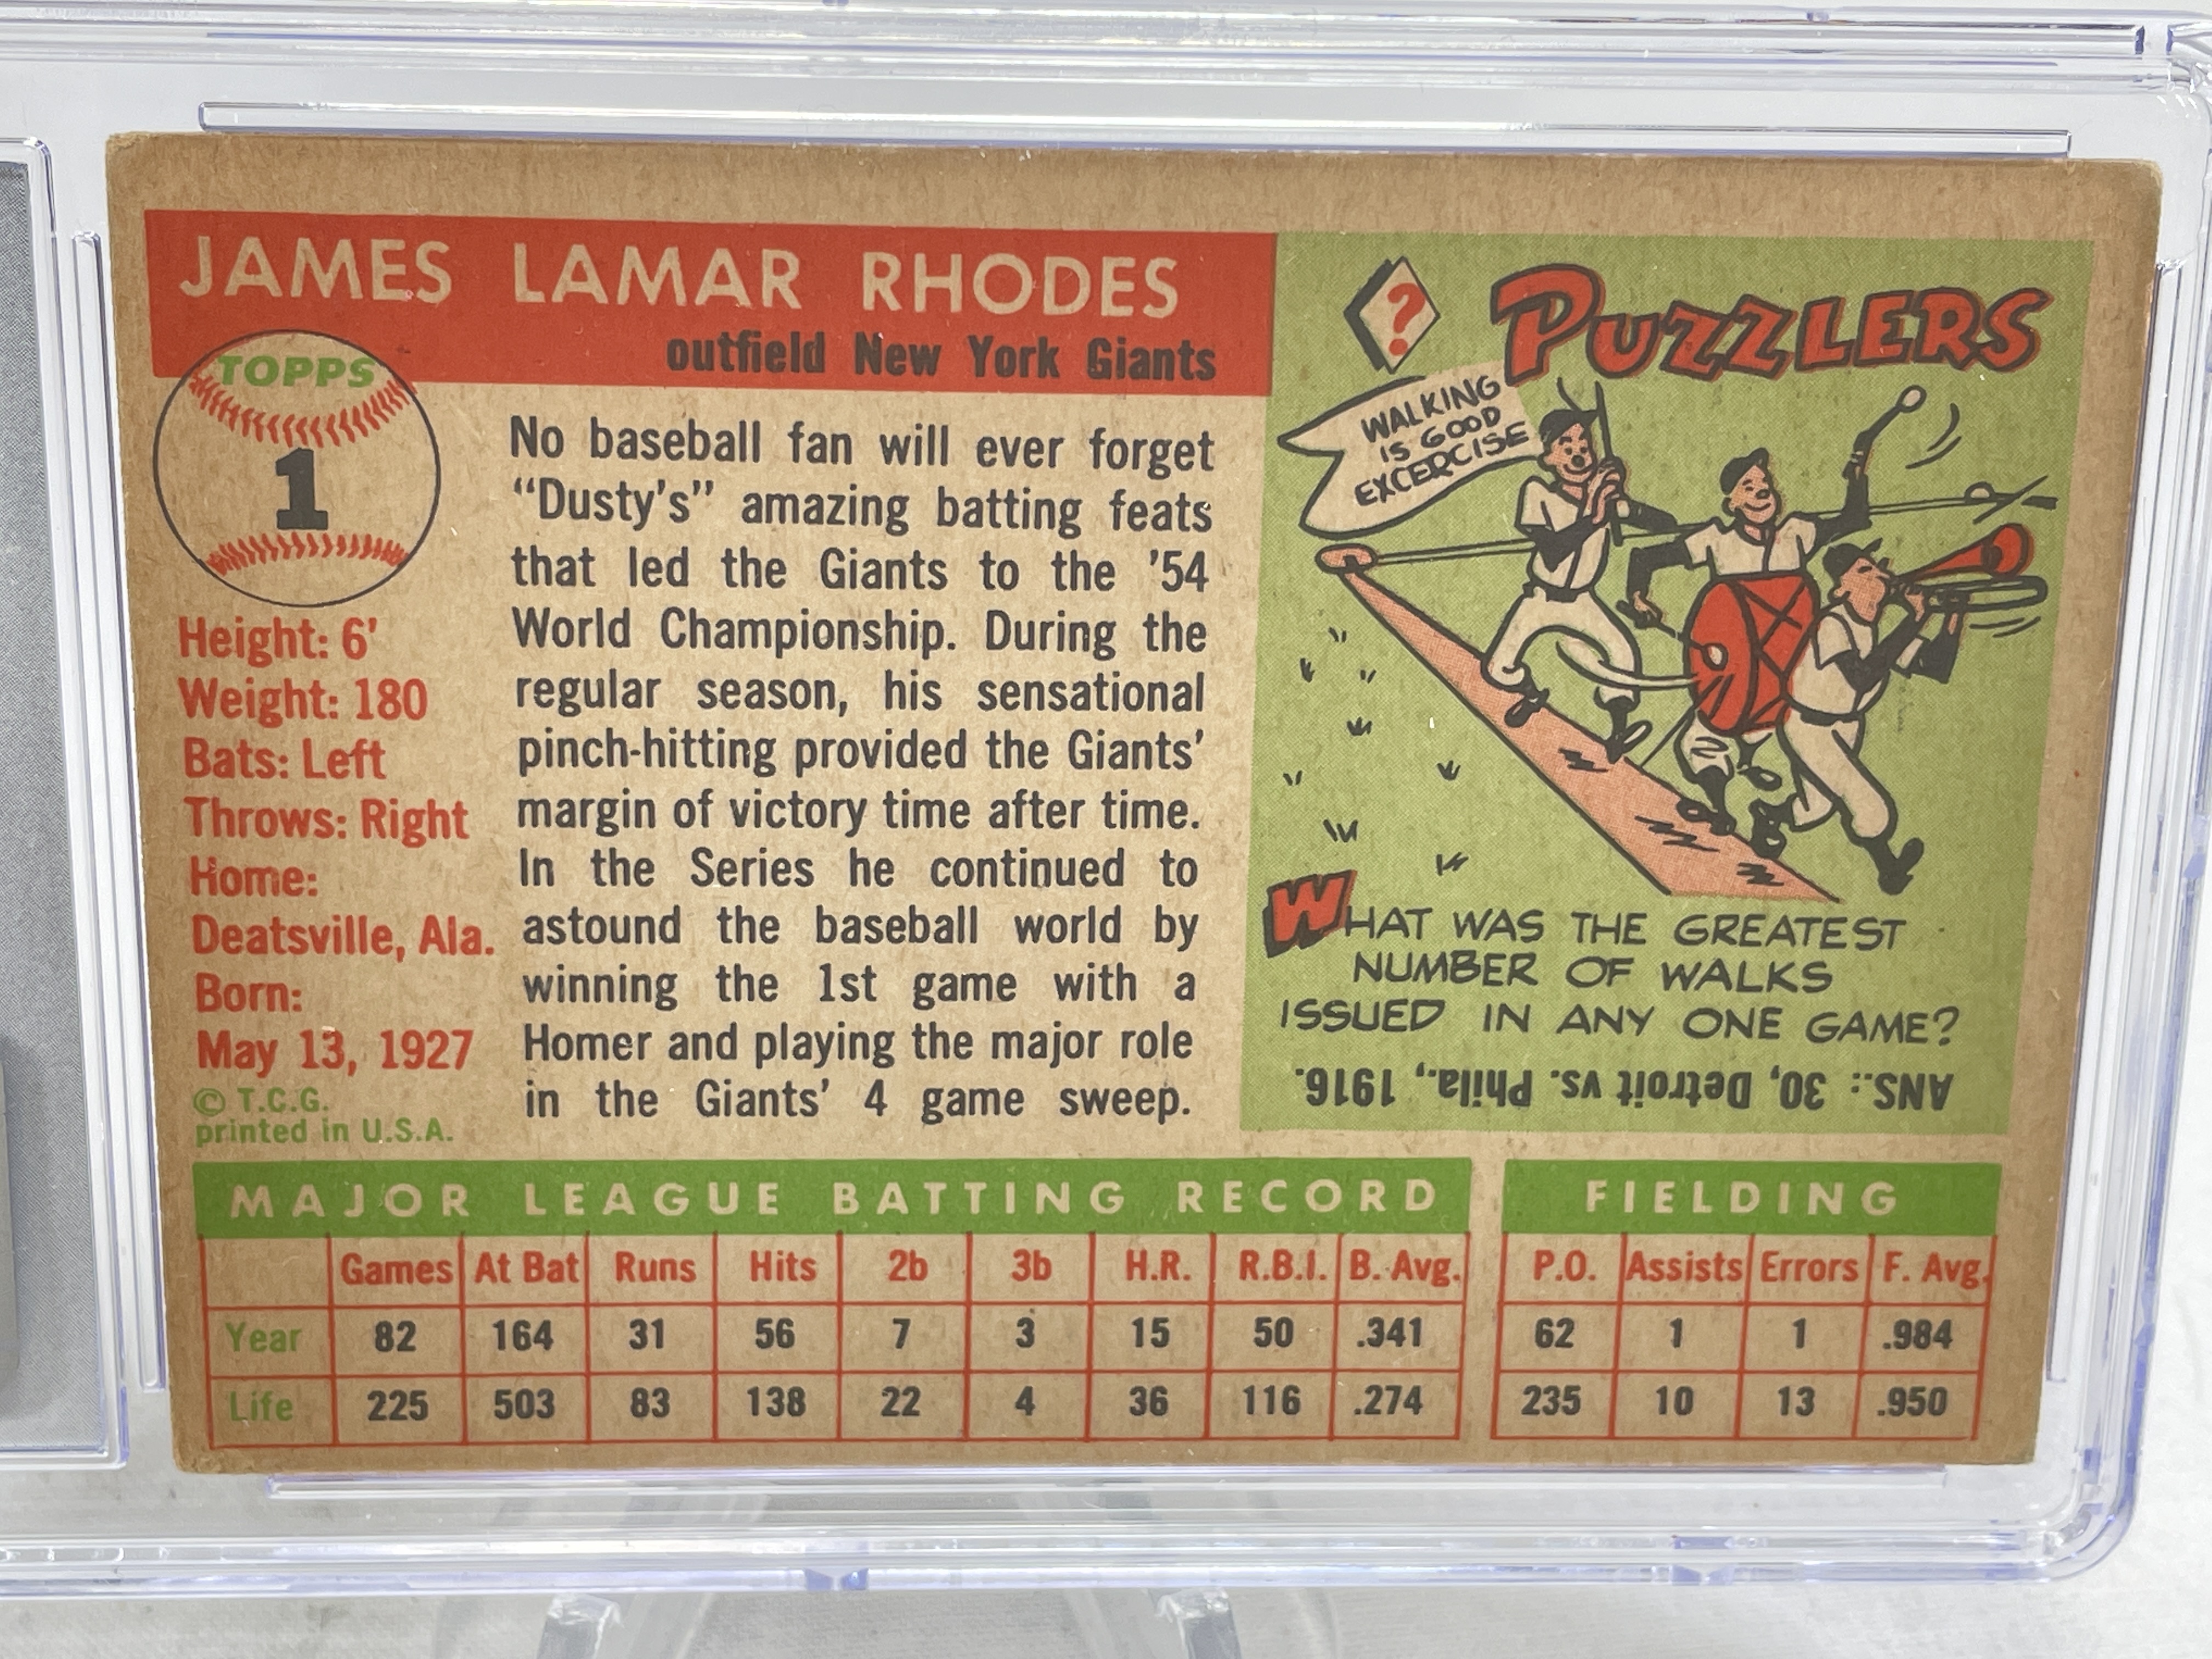 JAMES LAMAR RHODES
outfield New York Giants
TOPPS
1
Height: 6'
Weight: 180
Bats: Left
Throws: Right
Home:
Deatsville, Ala.
Born:
May 13, 1927
© T.C.G.
printed in U.S.A.
No baseball fan will ever forget
“Dusty's” amazing batting feats
that led the Giants to the '54
World Championship. During the
regular season, his sensational
pinch-hitting provided the Giants'
margin of victory time after time.
In the Series he continued to
astound the baseball world by
winning the 1st game with a
Homer and playing the major role
in the Giants' 4 game sweep.
? PUZZLERS
WALKING
IS GOOD
EXCERCISE
WHAT WAS THE GREATEST
NUMBER OF WALKS
ISSUED IN ANY ONE GAME?
ANS.: 30, Detroit vs. Phila., 1916.
MAJOR LEAGUE BATTING RECORD
Games At Bat Runs Hits 2b 3b H.R. R.B.I. B. Avg.
Year 82 164 31 56 7 3 15 50 .341
Life 225 503 83 138 22 4 36 116 .274
FIELDING
P.O. Assists Errors F. Avg.
62 1 1 .984
235 10 13 .950